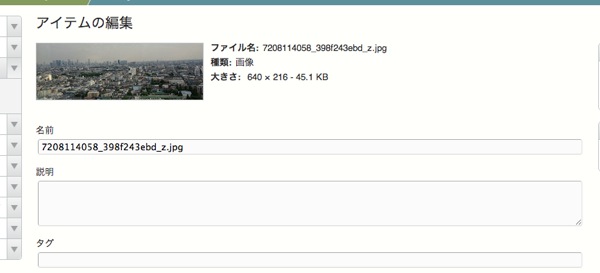 アイテムの編集
ファイル名: 7208114058_398f243ebd_z.jpg
種類: 画像
大きさ: 640 × 216 - 45.1 KB
名前
7208114058_398f243ebd_z.jpg
説明
タグ